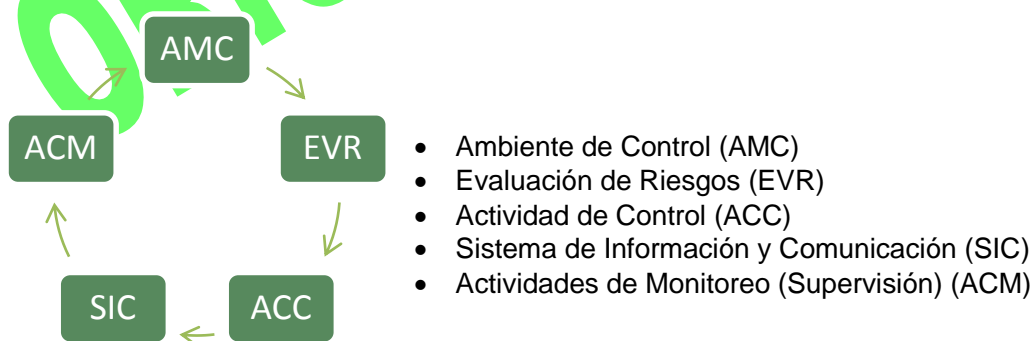 AMC
EVR
ACM
SIC
ACC
• Ambiente de Control (AMC)
• Evaluación de Riesgos (EVR)
• Actividad de Control (ACC)
• Sistema de Información y Comunicación (SIC)
• Actividades de Monitoreo (Supervisión) (ACM)